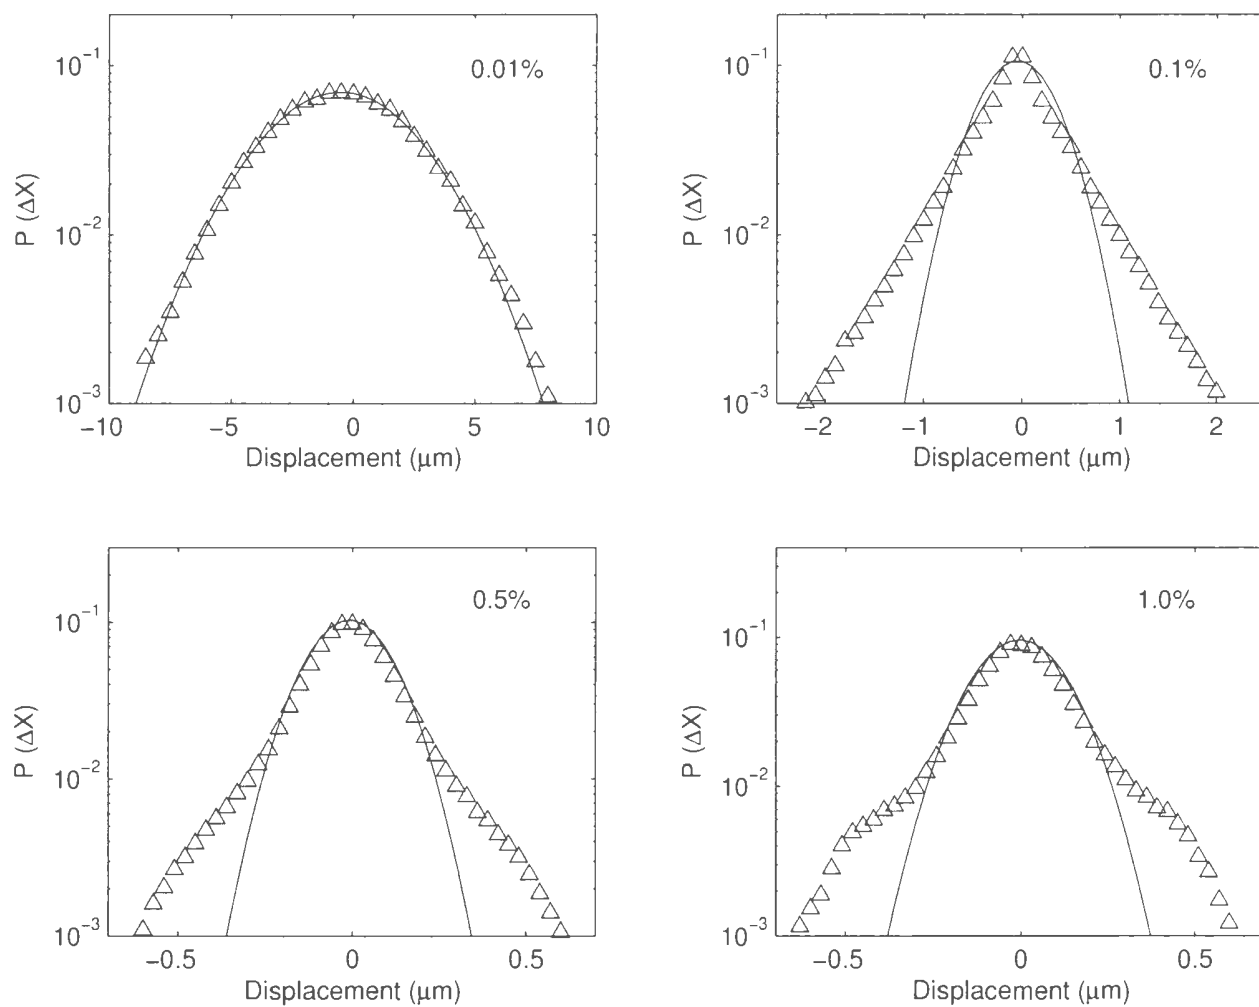 0.01%
P (ΔX)
10⁻¹
10⁻²
10⁻³
−10 −5 0 5 10
Displacement (μm)
0.1%
P (ΔX)
10⁻¹
10⁻²
10⁻³
−2 −1 0 1 2
Displacement (μm)
0.5%
P (ΔX)
10⁻¹
10⁻²
10⁻³
−0.5 0 0.5
Displacement (μm)
1.0%
P (ΔX)
10⁻¹
10⁻²
10⁻³
−0.5 0 0.5
Displacement (μm)